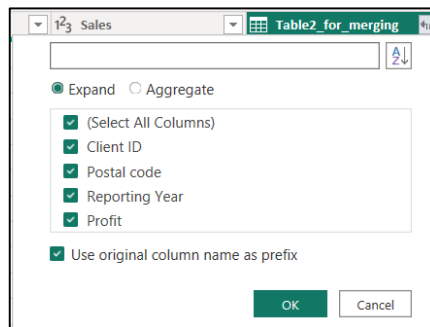 1²3 Sales Table2_for_merging
A
Z↓
Expand Aggregate
(Select All Columns)
Client ID
Postal code
Reporting Year
Profit
Use original column name as prefix
OK Cancel